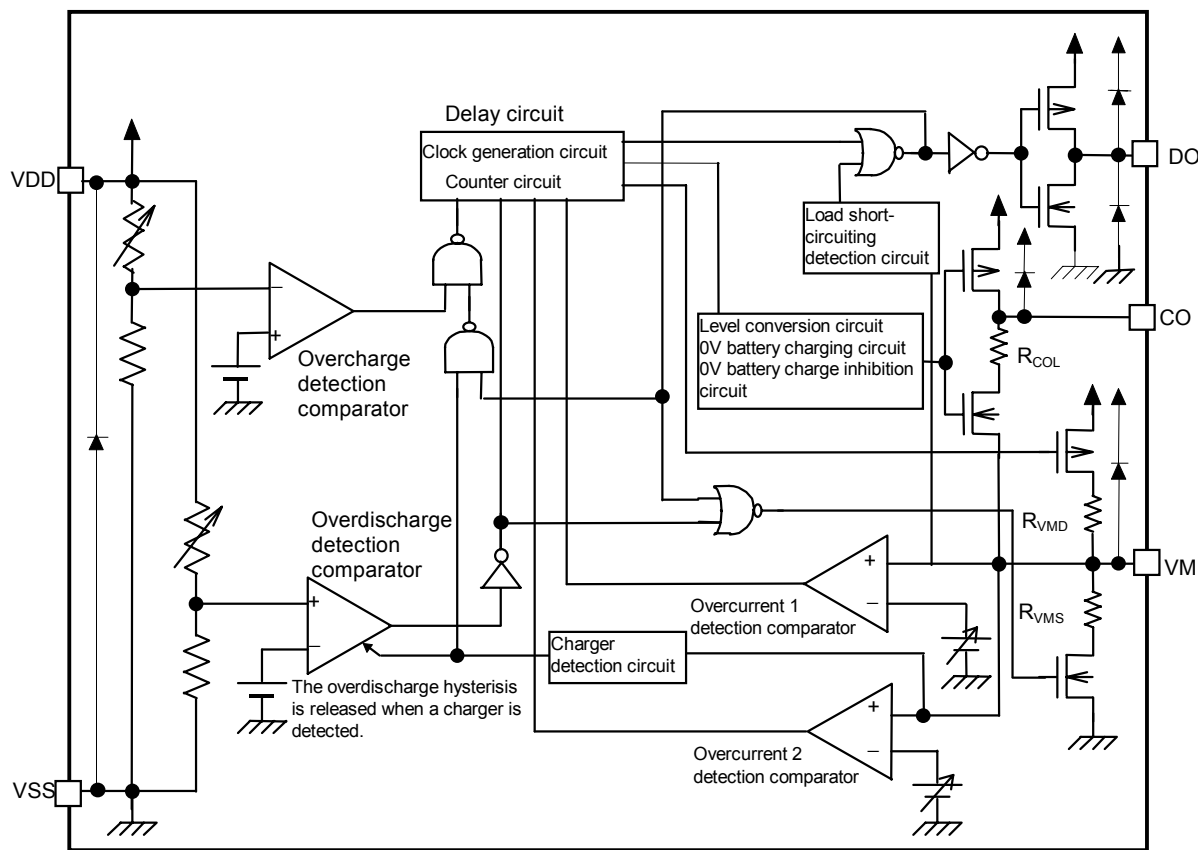 Delay circuit
Clock generation circuit
Counter circuit
VDD
DO
Load short-
circuiting
detection circuit
CO
Level conversion circuit
0V battery charging circuit
0V battery charge inhibition
circuit
RCOL
−
+
Overcharge
detection
comparator
Overdischarge
detection
comparator
RVMD
+
−
VM
Overcurrent 1
detection comparator
RVMS
+
−
Charger
detection circuit
The overdischarge hysterisis
is released when a charger is
detected.
+
−
Overcurrent 2
detection comparator
VSS